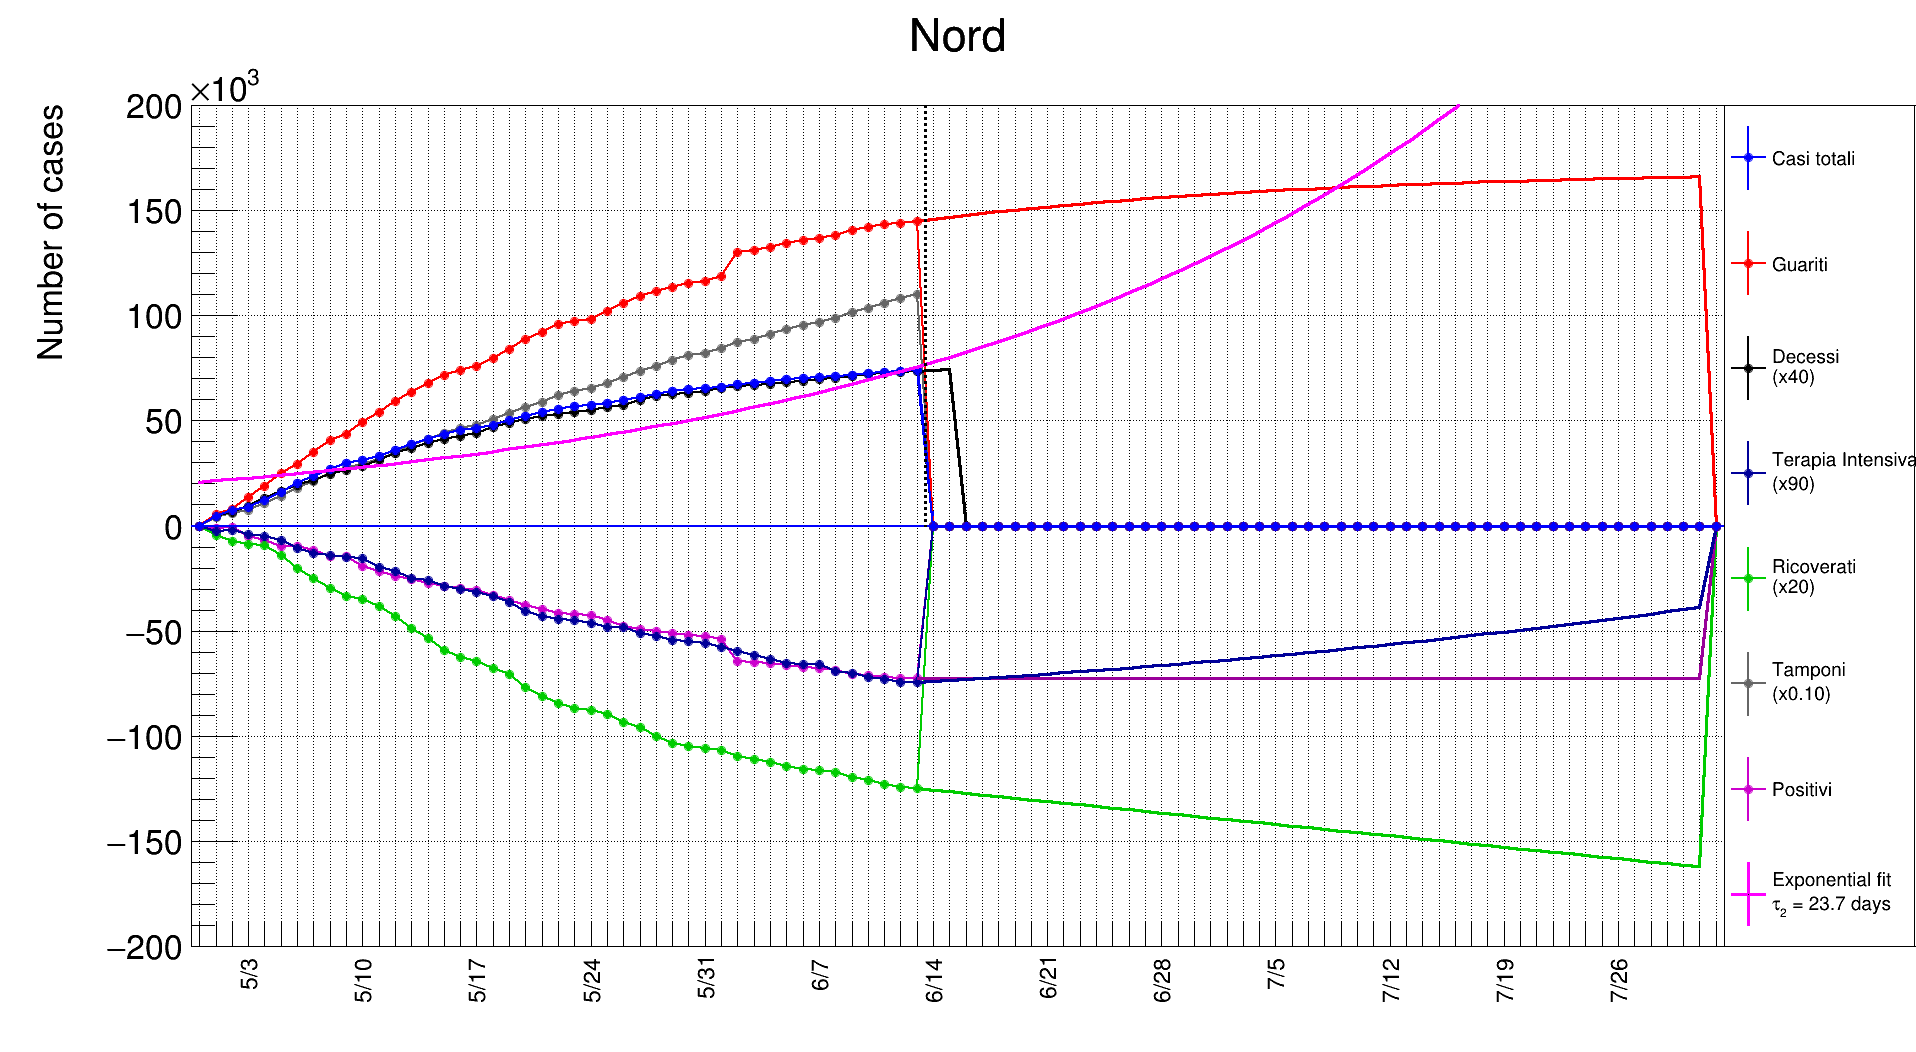 Nord
×10³
Number of cases
200
150
100
50
0
−50
−100
−150
−200
5/3
5/10
5/17
5/24
5/31
6/7
6/14
6/21
6/28
7/5
7/12
7/19
7/26
Casi totali
Guariti
Decessi
(x40)
Terapia Intensiva
(x90)
Ricoverati
(x20)
Tamponi
(x0.10)
Positivi
Exponential fit
τ₂ = 23.7 days